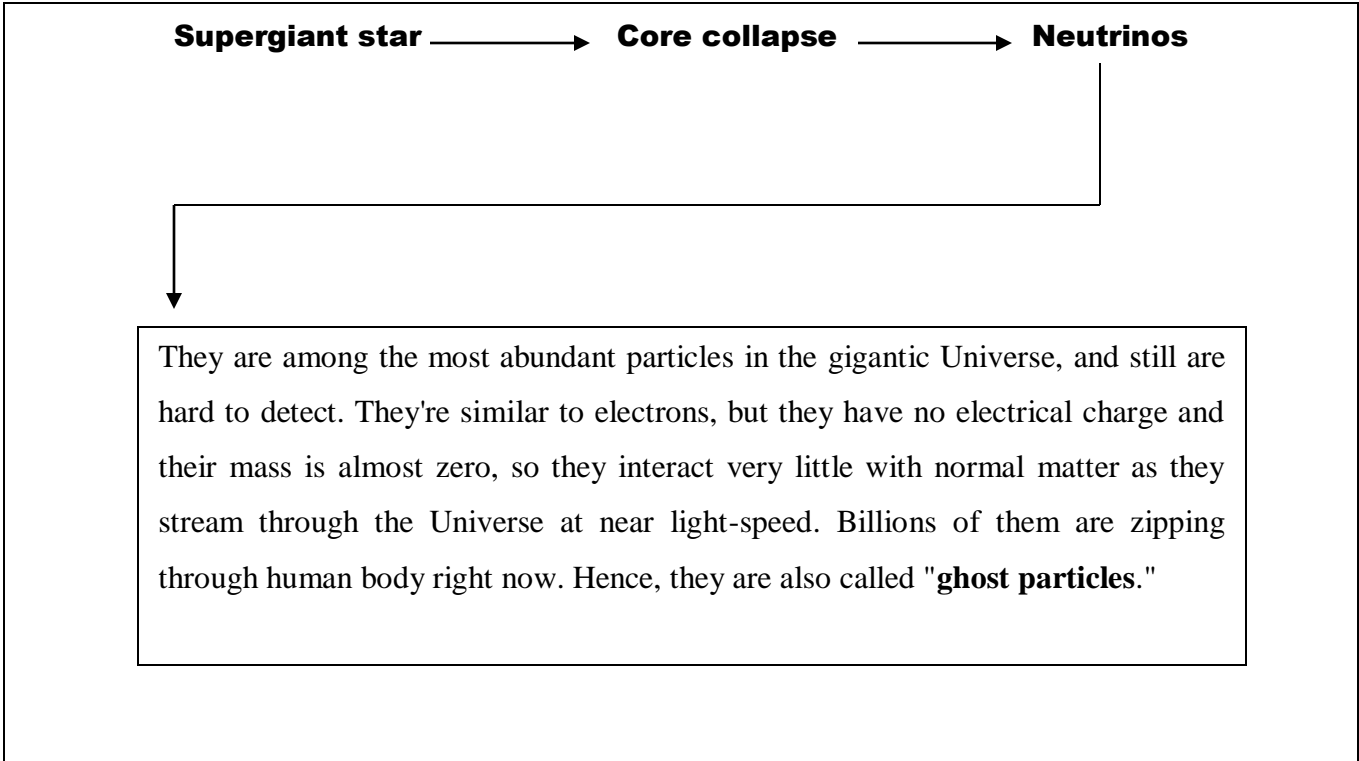 Supergiant star Core collapse Neutrinos
They are among the most abundant particles in the gigantic Universe, and still are
hard to detect. They're similar to electrons, but they have no electrical charge and
their mass is almost zero, so they interact very little with normal matter as they
stream through the Universe at near light-speed. Billions of them are zipping
through human body right now. Hence, they are also called "ghost particles."